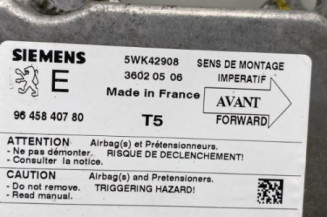 SIEMENS 5WK42908 SENS DE MONTAGE
E 3602 05 06 IMPERATIF
Made in France AVANT
96 458 407 80 T5 FORWARD
ATTENTION Airbag(s) et Prétensionneurs.
- Ne pas démonter. RISQUE DE DECLENCHEMENT!
- Consulter la notice.
CAUTION Airbag(s) and Pretensioners.
- Do not remove. TRIGGERING HAZARD!
- Read manual.